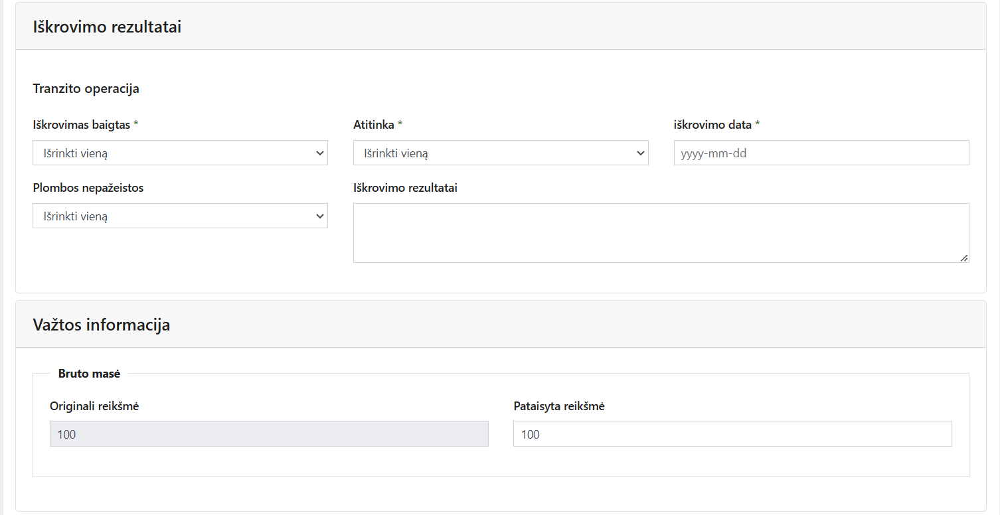 Iškrovimo rezultatai
Tranzito operacija
Iškrovimas baigtas *
Atitinka *
iškrovimo data *
Išrinkti vieną
Išrinkti vieną
yyyy-mm-dd
Plombos nepažeistos
Iškrovimo rezultatai
Išrinkti vieną
Važtos informacija
Bruto masė
Originali reikšmė
Pataisyta reikšmė
100
100